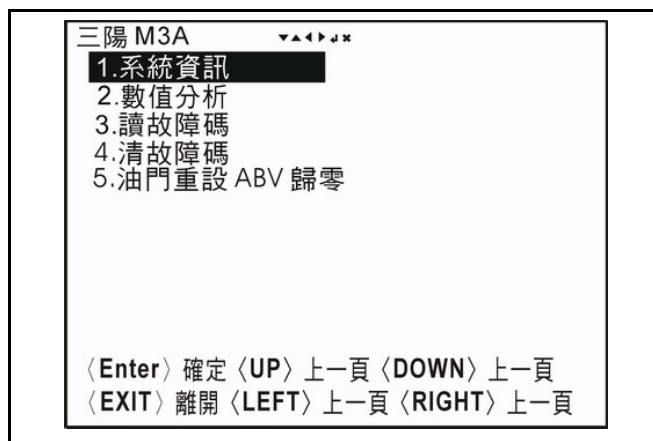 三陽 M3A ▼▲◀▶↲✖
1.系統資訊
2.數值分析
3.讀故障碼
4.清故障碼
5.油門重設 ABV 歸零
〈Enter〉確定〈UP〉上一頁〈DOWN〉上一頁
〈EXIT〉離開〈LEFT〉上一頁〈RIGHT〉上一頁